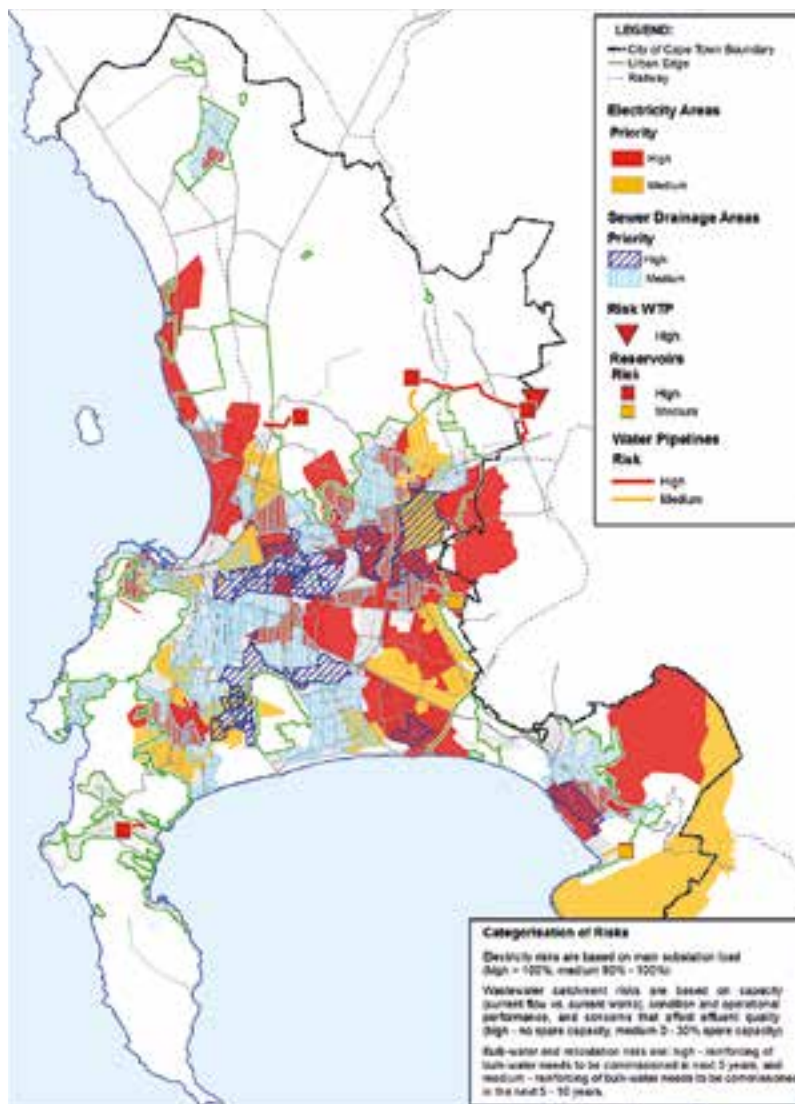 LEGEND:
City of Cape Town Boundary
Urban Edge
Railway
Electricity Areas
Priority
High
Medium
Sewer Drainage Areas
Priority
High
Medium
Risk WTP
High
Reservoirs
Risk
High
Medium
Water Pipelines
Risk
High
Medium
Categorisation of Risks
Electricity risks are based on main substation load
(high > 100%, medium 90% - 100%)
Wastewater catchment risks are based on capacity
(current flow vs. current works), condition and operational
performance, and concerns that affect effluent quality
(high - no spare capacity, medium 0 - 30% spare capacity)
Bulk-water and reticulation risks are: high - reinforcing of
bulk-water needs to be commissioned in next 5 years, and
medium - reinforcing of bulk-water needs to be commissioned
in the next 5 - 10 years.